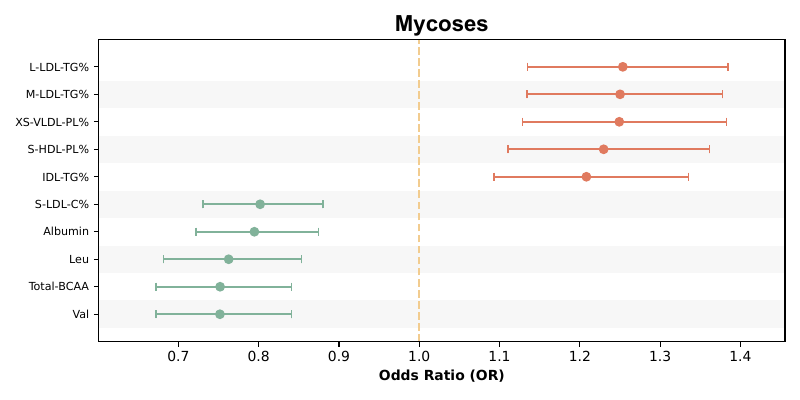 Mycoses
L-LDL-TG%
M-LDL-TG%
XS-VLDL-PL%
S-HDL-PL%
IDL-TG%
S-LDL-C%
Albumin
Leu
Total-BCAA
Val
0.7 0.8 0.9 1.0 1.1 1.2 1.3 1.4
Odds Ratio (OR)